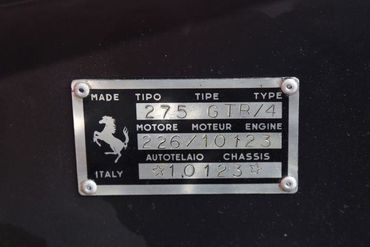 MADE TIPO TIPE TYPE
275 GTB/4
MOTORE MOTEUR ENGINE
226/10123
AUTOTELAIO CHASSIS
ITALY *10123*